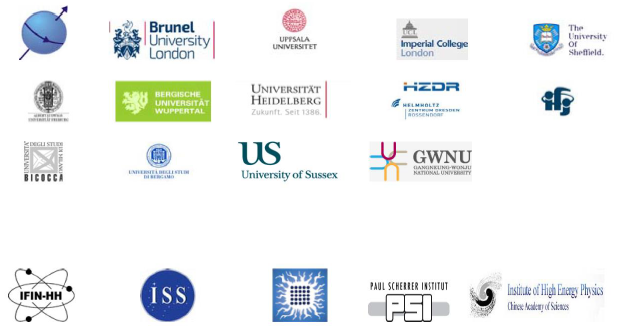 Brunel
University
London
UPPSALA
UNIVERSITET
UCL
Imperial College
London
The
University
Of
Sheffield.
BERGISCHE
UNIVERSITÄT
WUPPERTAL
UNIVERSITÄT
HEIDELBERG
Zukunft. Seit 1386.
HZDR
HELMHOLTZ
ZENTRUM DRESDEN
ROSSENDORF
ifj
UNIVERSITA'
DEGLI STUDI
DI MILANO
BICOCCA
UNIVERSITÀ DEGLI STUDI
DI BERGAMO
US
University of Sussex
GWNU
GANGNEUNG-WONJU
NATIONAL UNIVERSITY
IFIN-HH
iSS
PAUL SCHERRER INSTITUT
PSI
Institute of High Energy Physics
Chinese Academy of Sciences